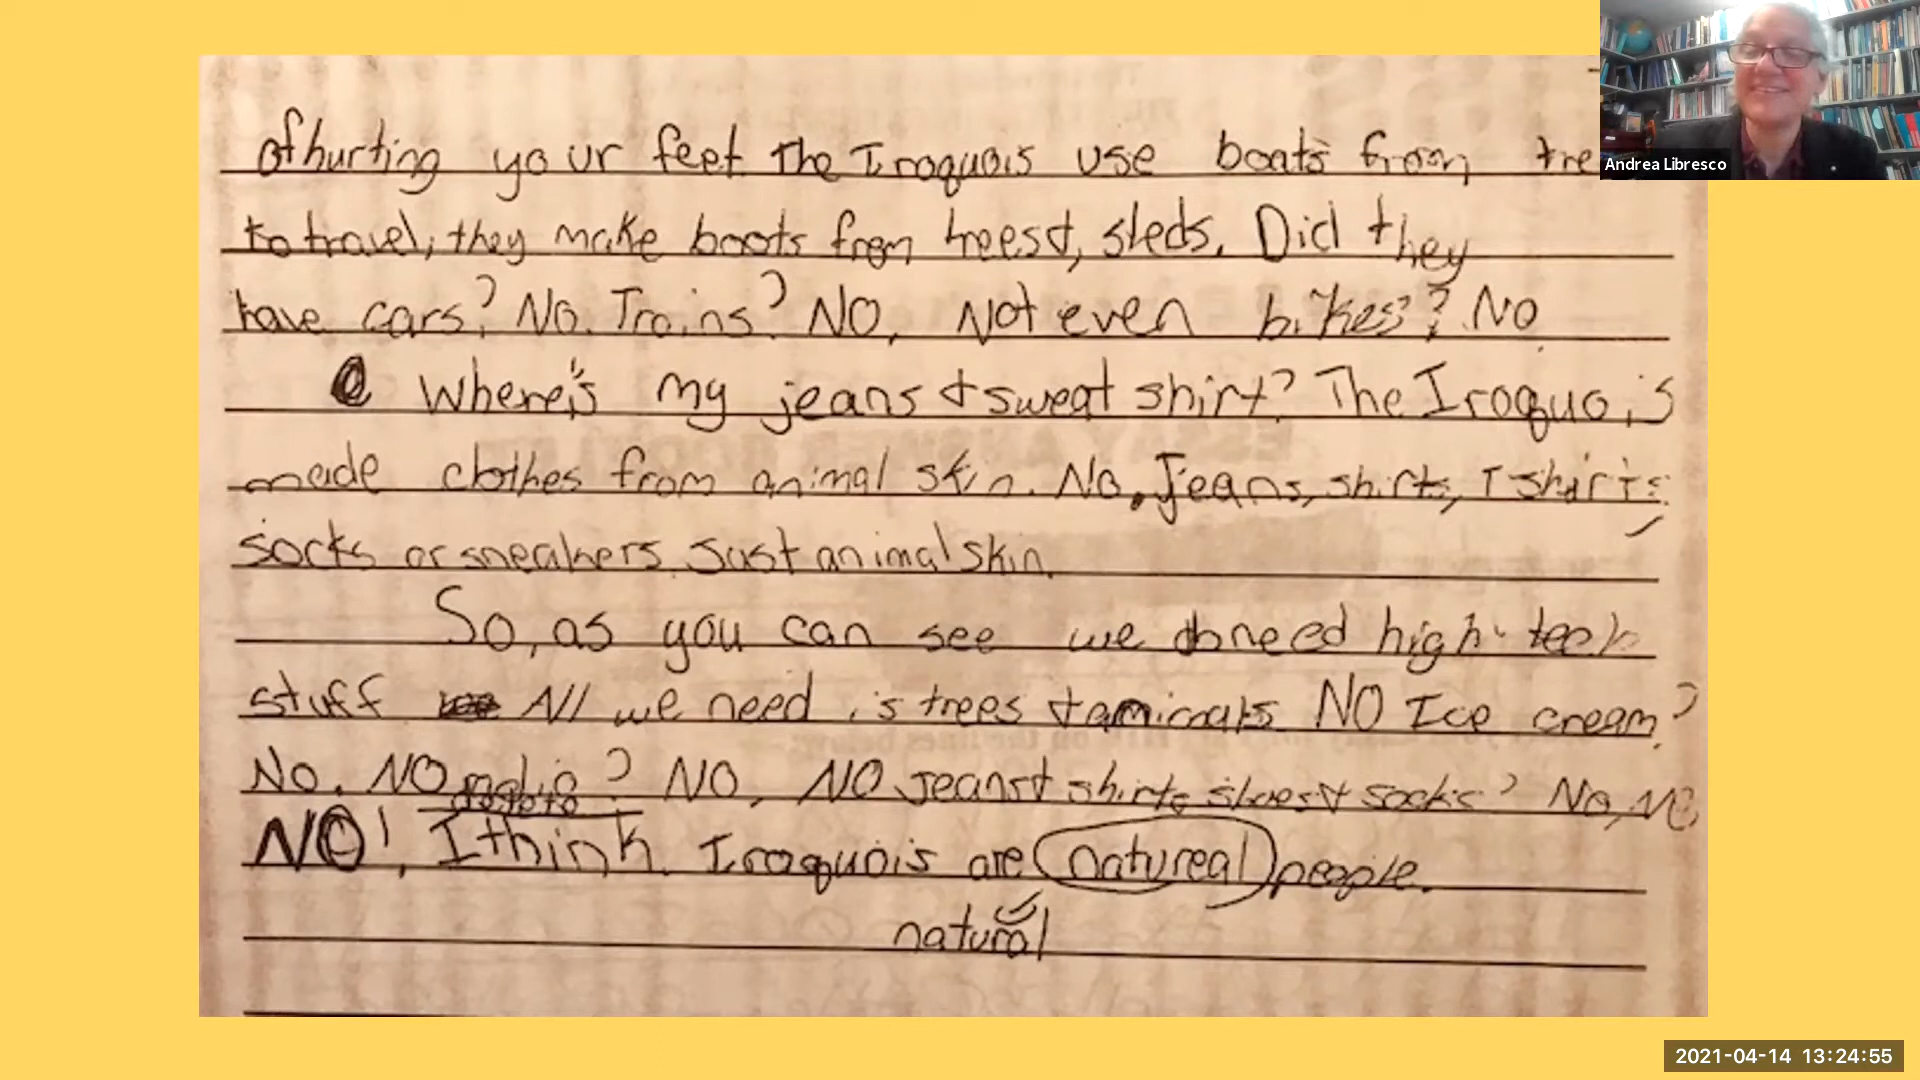 of hurting your feet. The Iroquois use boats from tre
to travel, they make boats from trees +, sleds. Did they
have cars? No. Trains? NO, Not even bikes? NO
Where's my jeans + sweat shirt? The Iroquois
made clothes from animal skin. No. Jeans, shirts, T shirts,
socks or sneakers. Just animal skin.
So, as you can see we need high-tech
stuff All we need is trees + animals. NO Ice cream?
No. NO ? NO, NO Jeans + shirts shoes + socks? No, NO,
NO!, I think Iroquois are natureal people.
natural
Andrea Libresco
2021-04-14 13:24:55